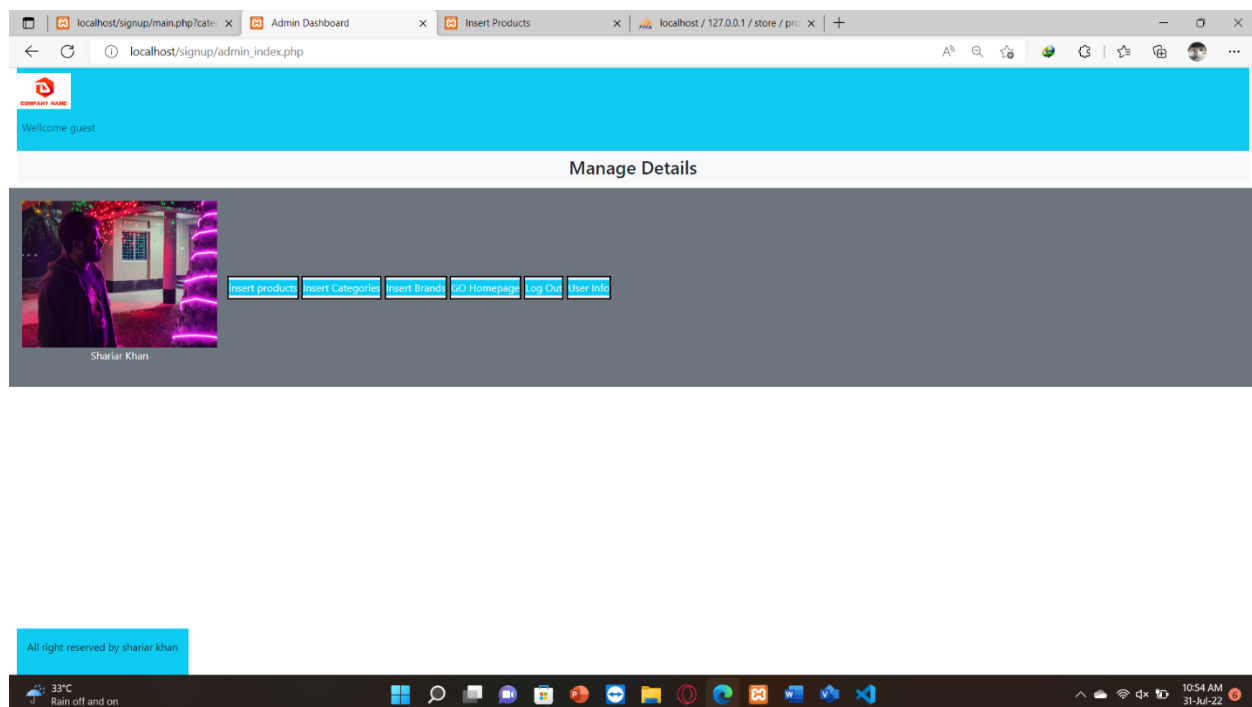 localhost/signup/main.php?cate
Admin Dashboard
Insert Products
localhost / 127.0.0.1 / store / pro
localhost/signup/admin_index.php
COMPANY NAME
Wellcome guest
Manage Details
Insert products Insert Categories Insert Brands GO Homepage Log Out User Info
Shariar Khan
All right reserved by shariar khan
33°C
Rain off and on
10:54 AM
31-Jul-22
6